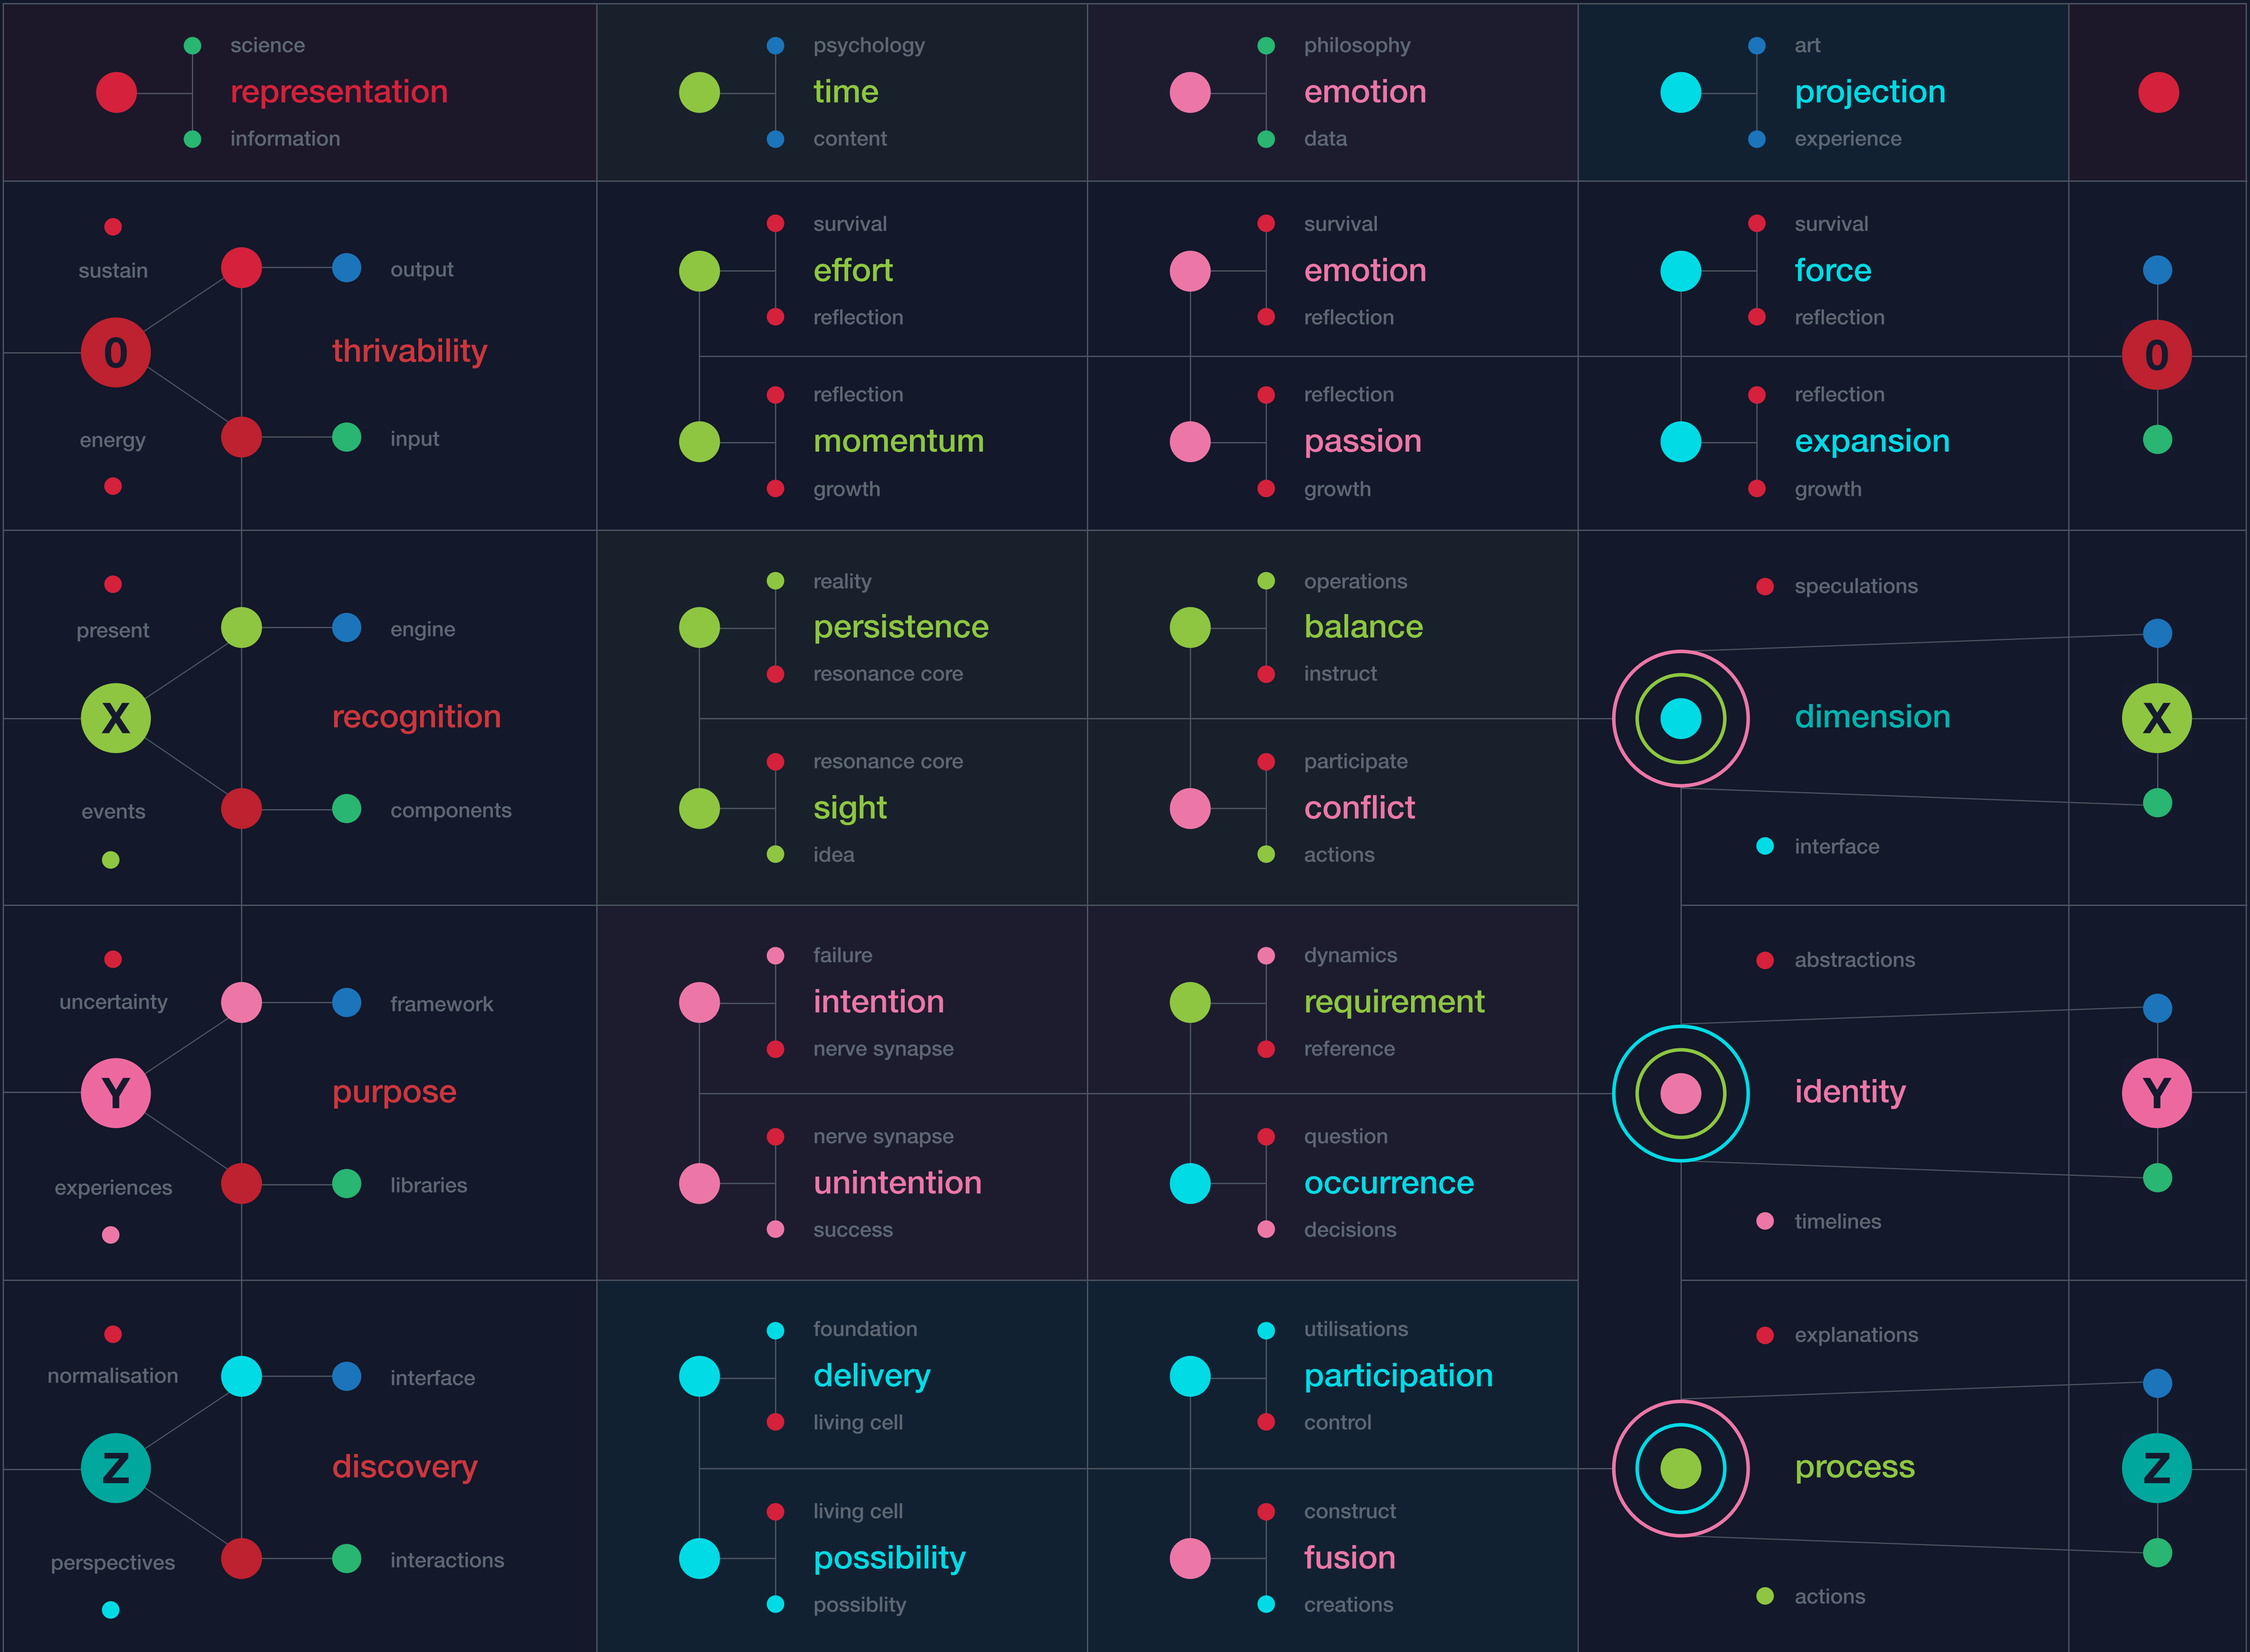 science
representation
information
psychology
time
content
philosophy
emotion
data
art
projection
experience
sustain
0
energy
output
thrivability
input
survival
effort
reflection
reflection
momentum
growth
survival
emotion
reflection
reflection
passion
growth
survival
force
reflection
reflection
expansion
growth
0
present
X
events
engine
recognition
components
reality
persistence
resonance core
resonance core
sight
idea
operations
balance
instruct
participate
conflict
actions
speculations
dimension
interface
X
uncertainty
Y
experiences
framework
purpose
libraries
failure
intention
nerve synapse
nerve synapse
unintention
success
dynamics
requirement
reference
question
occurrence
decisions
abstractions
identity
timelines
Y
normalisation
Z
perspectives
interface
discovery
interactions
foundation
delivery
living cell
living cell
possibility
possiblity
utilisations
participation
control
construct
fusion
creations
explanations
process
actions
Z